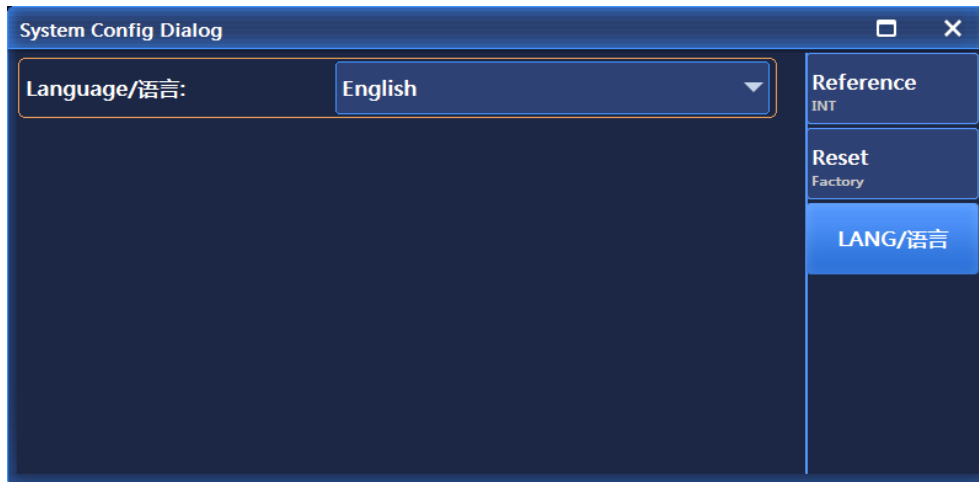 System Config Dialog
Language/语言:
English
Reference
INT
Reset
Factory
LANG/语言